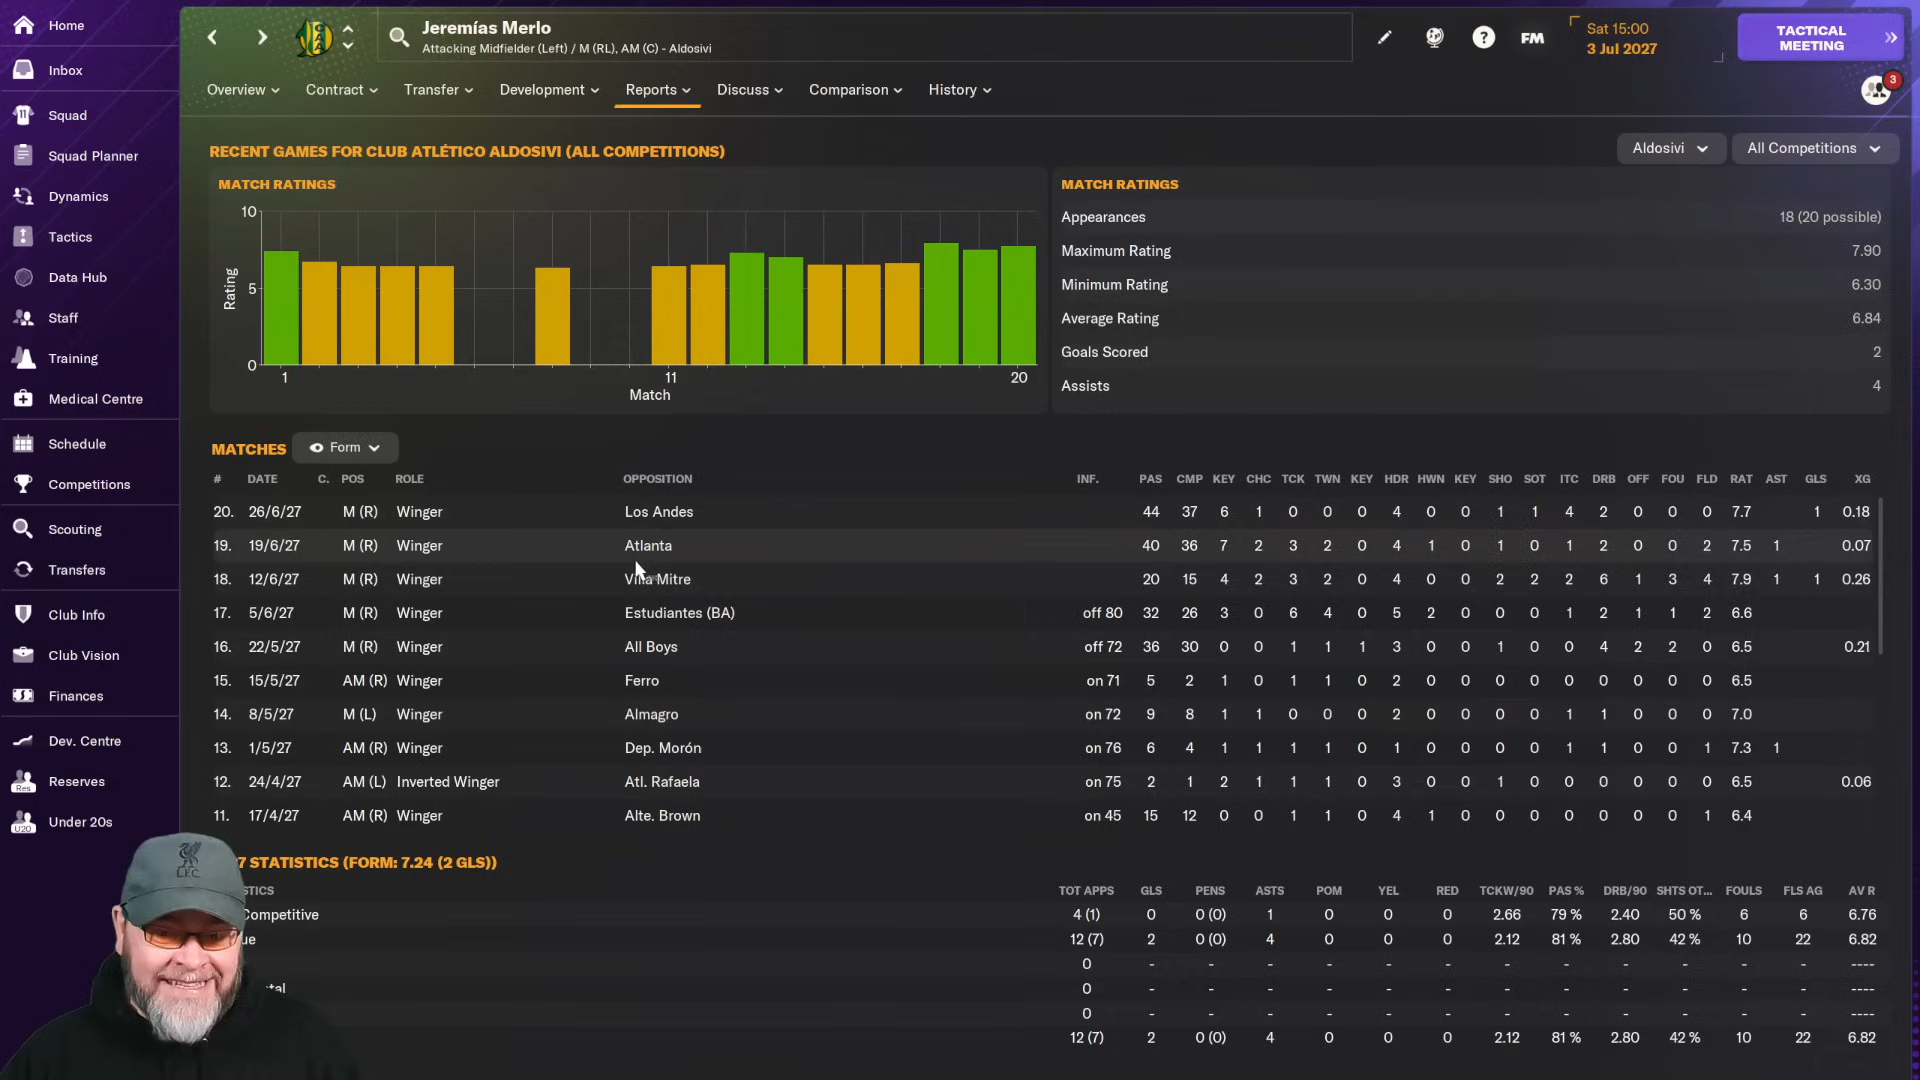 Home
Inbox
Squad
Squad Planner
Dynamics
Tactics
Data Hub
Staff
Training
Medical Centre
Schedule
Competitions
Scouting
Transfers
Club Info
Club Vision
Finances
Dev. Centre
Reserves
Under 20s
Jeremías Merlo
Attacking Midfielder (Left) / M (RL), AM (C) - Aldosivi
FM
Sat 15:00
3 Jul 2027
TACTICAL MEETING
3
Overview Contract Transfer Development Reports Discuss Comparison History
RECENT GAMES FOR CLUB ATLÉTICO ALDOSIVI (ALL COMPETITIONS)
Aldosivi All Competitions
MATCH RATINGS
10
5
0
Rating
1 11 20
Match
MATCH RATINGS
Appearances 18 (20 possible)
Maximum Rating 7.90
Minimum Rating 6.30
Average Rating 6.84
Goals Scored 2
Assists 4
MATCHES Form
# DATE C. POS ROLE OPPOSITION INF. PAS CMP KEY CHC TCK TWN KEY HDR HWN KEY SHO SOT ITC DRB OFF FOU FLD RAT AST GLS XG
20. 26/6/27 M (R) Winger Los Andes 44 37 6 1 0 0 0 4 0 0 1 1 4 2 0 0 0 7.7 1 0.18
19. 19/6/27 M (R) Winger Atlanta 40 36 7 2 3 2 0 4 1 0 1 0 1 2 0 0 2 7.5 1 0.07
18. 12/6/27 M (R) Winger Villa Mitre 20 15 4 2 3 2 0 4 0 0 2 2 2 6 1 3 4 7.9 1 1 0.26
17. 5/6/27 M (R) Winger Estudiantes (BA) off 80 32 26 3 0 6 4 0 5 2 0 0 0 1 2 1 1 2 6.6
16. 22/5/27 M (R) Winger All Boys off 72 36 30 0 0 1 1 1 3 0 0 1 0 0 4 2 2 0 6.5 0.21
15. 15/5/27 AM (R) Winger Ferro on 71 5 2 1 0 1 1 0 2 0 0 0 0 0 0 0 0 0 6.5
14. 8/5/27 M (L) Winger Almagro on 72 9 8 1 1 0 0 0 2 0 0 0 0 1 1 0 0 0 7.0
13. 1/5/27 AM (R) Winger Dep. Morón on 76 6 4 1 1 1 1 0 1 0 0 0 0 1 1 0 0 1 7.3 1
12. 24/4/27 AM (L) Inverted Winger Atl. Rafaela on 75 2 1 2 1 1 1 0 3 0 0 1 0 0 0 0 0 0 6.5 0.06
11. 17/4/27 AM (R) Winger Alte. Brown on 45 15 12 0 0 1 1 0 4 1 0 0 0 0 0 0 0 1 6.4
7 STATISTICS (FORM: 7.24 (2 GLS))
STICS TOT APPS GLS PENS ASTS POM YEL RED TCKW/90 PAS % DRB/90 SHTS OT... FOULS FLS AG AV R
Competitive 4 (1) 0 0 (0) 1 0 0 0 2.66 79 % 2.40 50 % 6 6 6.76
ue 12 (7) 2 0 (0) 4 0 0 0 2.12 81 % 2.80 42 % 10 22 6.82
0 - - - - - - - - - - - - ----
tal 0 - - - - - - - - - - - - ----
0 - - - - - - - - - - - - ----
12 (7) 2 0 (0) 4 0 0 0 2.12 81 % 2.80 42 % 10 22 6.82
L.F.C.